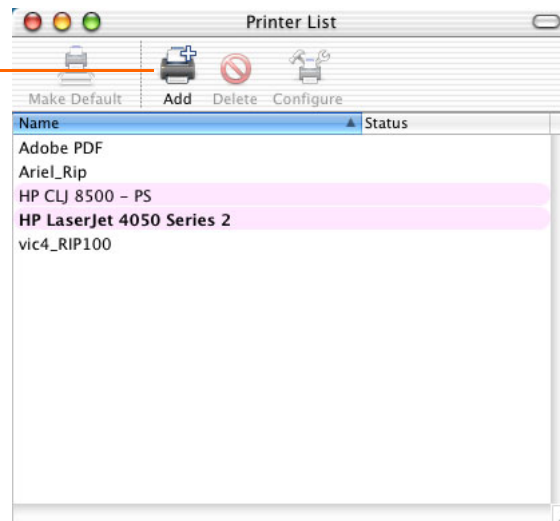 Printer List
Make Default Add Delete Configure
Name Status
Adobe PDF
Ariel_Rip
HP CLJ 8500 - PS
HP LaserJet 4050 Series 2
vic4_RIP100